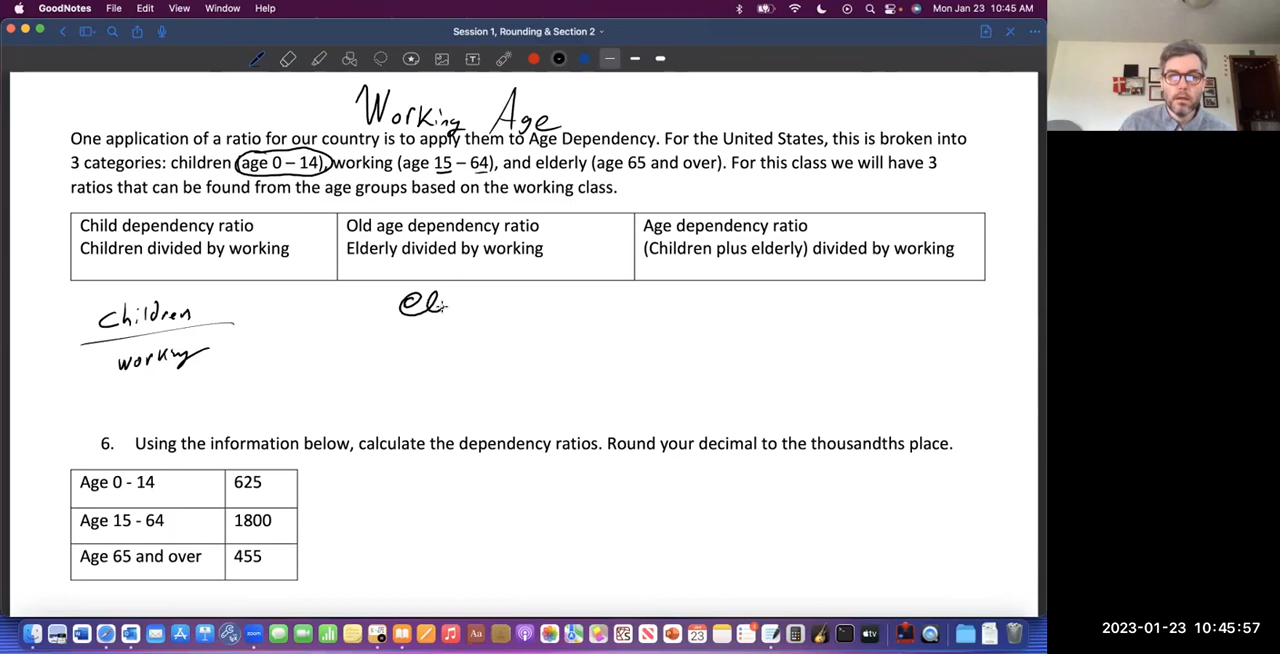 GoodNotes File Edit View Window Help Mon Jan 23 10:45 AM
Session 1, Rounding & Section 2
Working Age
One application of a ratio for our country is to apply them to Age Dependency. For the United States, this is broken into
3 categories: children (age 0 – 14), working (age 15 – 64), and elderly (age 65 and over). For this class we will have 3
ratios that can be found from the age groups based on the working class.
Child dependency ratio
Children divided by working
Old age dependency ratio
Elderly divided by working
Age dependency ratio
(Children plus elderly) divided by working
children
working
el
6. Using the information below, calculate the dependency ratios. Round your decimal to the thousandths place.
Age 0 - 14 625
Age 15 - 64 1800
Age 65 and over 455
2023-01-23 10:45:57